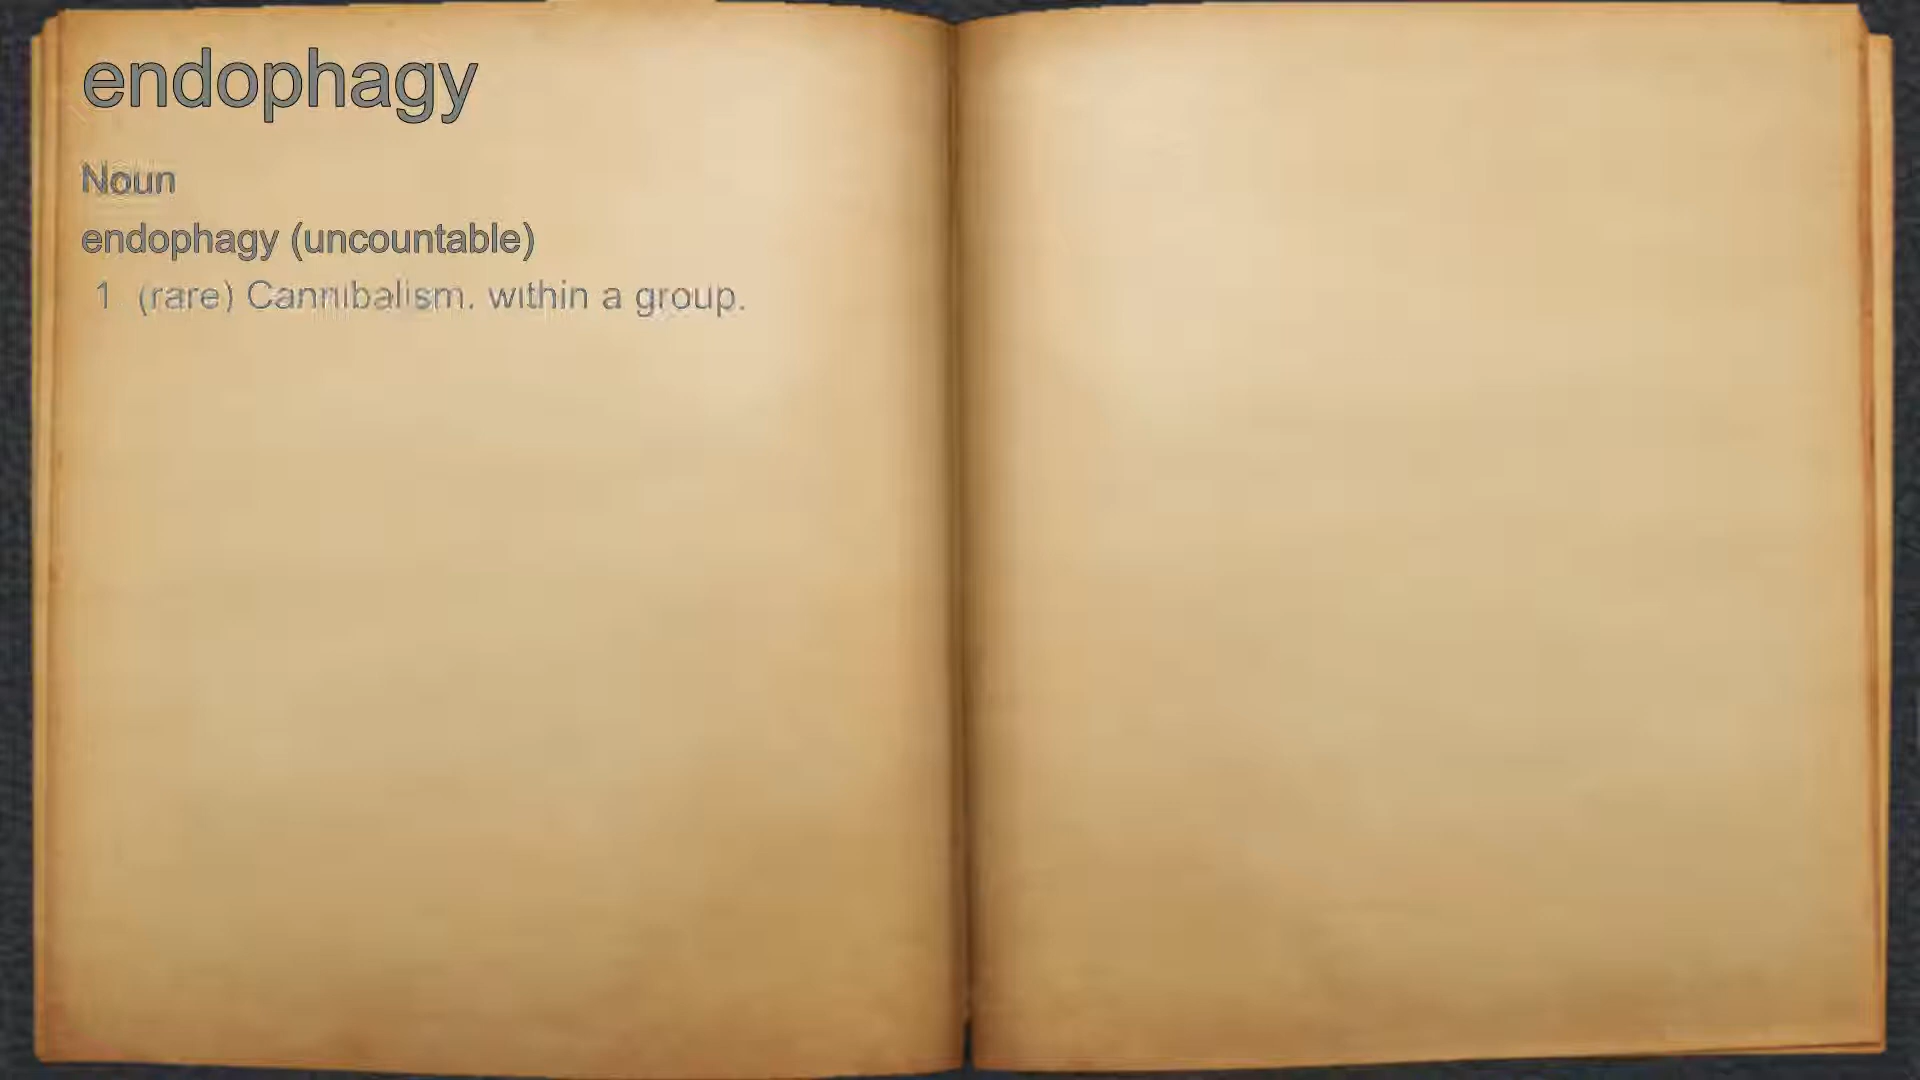 endophagy
Noun
endophagy (uncountable)
1 (rare) Cannibalism. within a group.